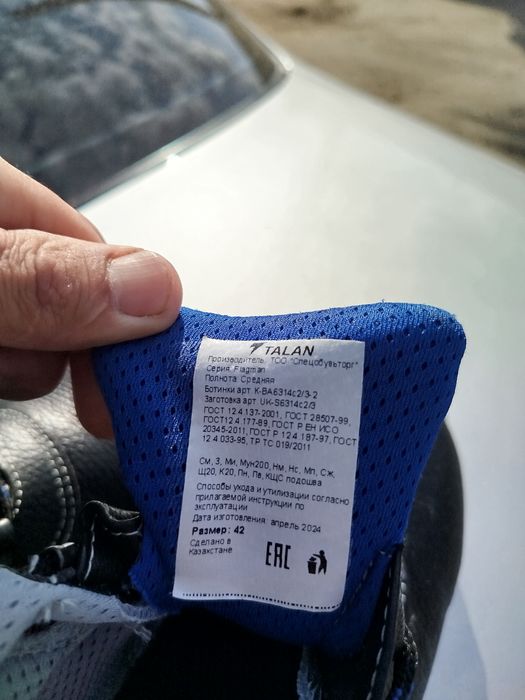 TALAN
Производитель: ТОО "Спецобувьторг"
Серия: Flagman
Полнота: Средняя
Ботинки арт. К-ВА6314с2/3-2
Заготовка арт. UK-S6314c2/3
ГОСТ 12.4.137-2001, ГОСТ 28507-99,
ГОСТ12.4.177-89, ГОСТ Р ЕН ИСО
20345-2011, ГОСТ Р 12.4.187-97, ГОСТ
12.4.033-95, ТР ТС 019/2011
См, З, Ми, Мун200, Нм, Нс, Мп, Сж,
Щ20, К20, Пн, Пв, КЩС подошва
Способы ухода и утилизации согласно
прилагаемой инструкции по
эксплуатации
Дата изготовления: апрель 2024
Размер: 42
Сделано в
Казахстане
EAC